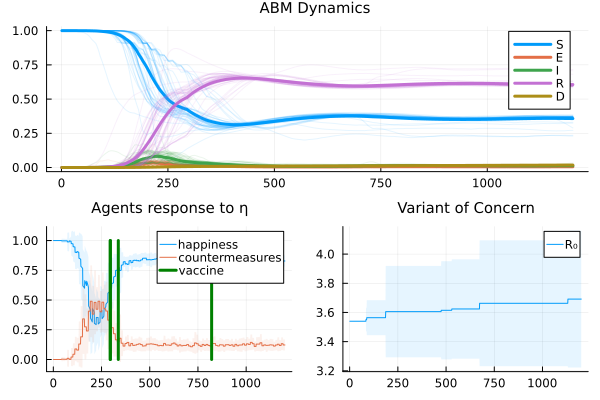 ABM Dynamics
1.00
0.75
0.50
0.25
0.00
0
250
500
750
1000
S
E
I
R
D
Agents response to η
1.00
0.75
0.50
0.25
0.00
0
250
500
750
1000
happiness
countermeasures
vaccine
Variant of Concern
4.0
3.8
3.6
3.4
3.2
0
250
500
750
1000
R₀